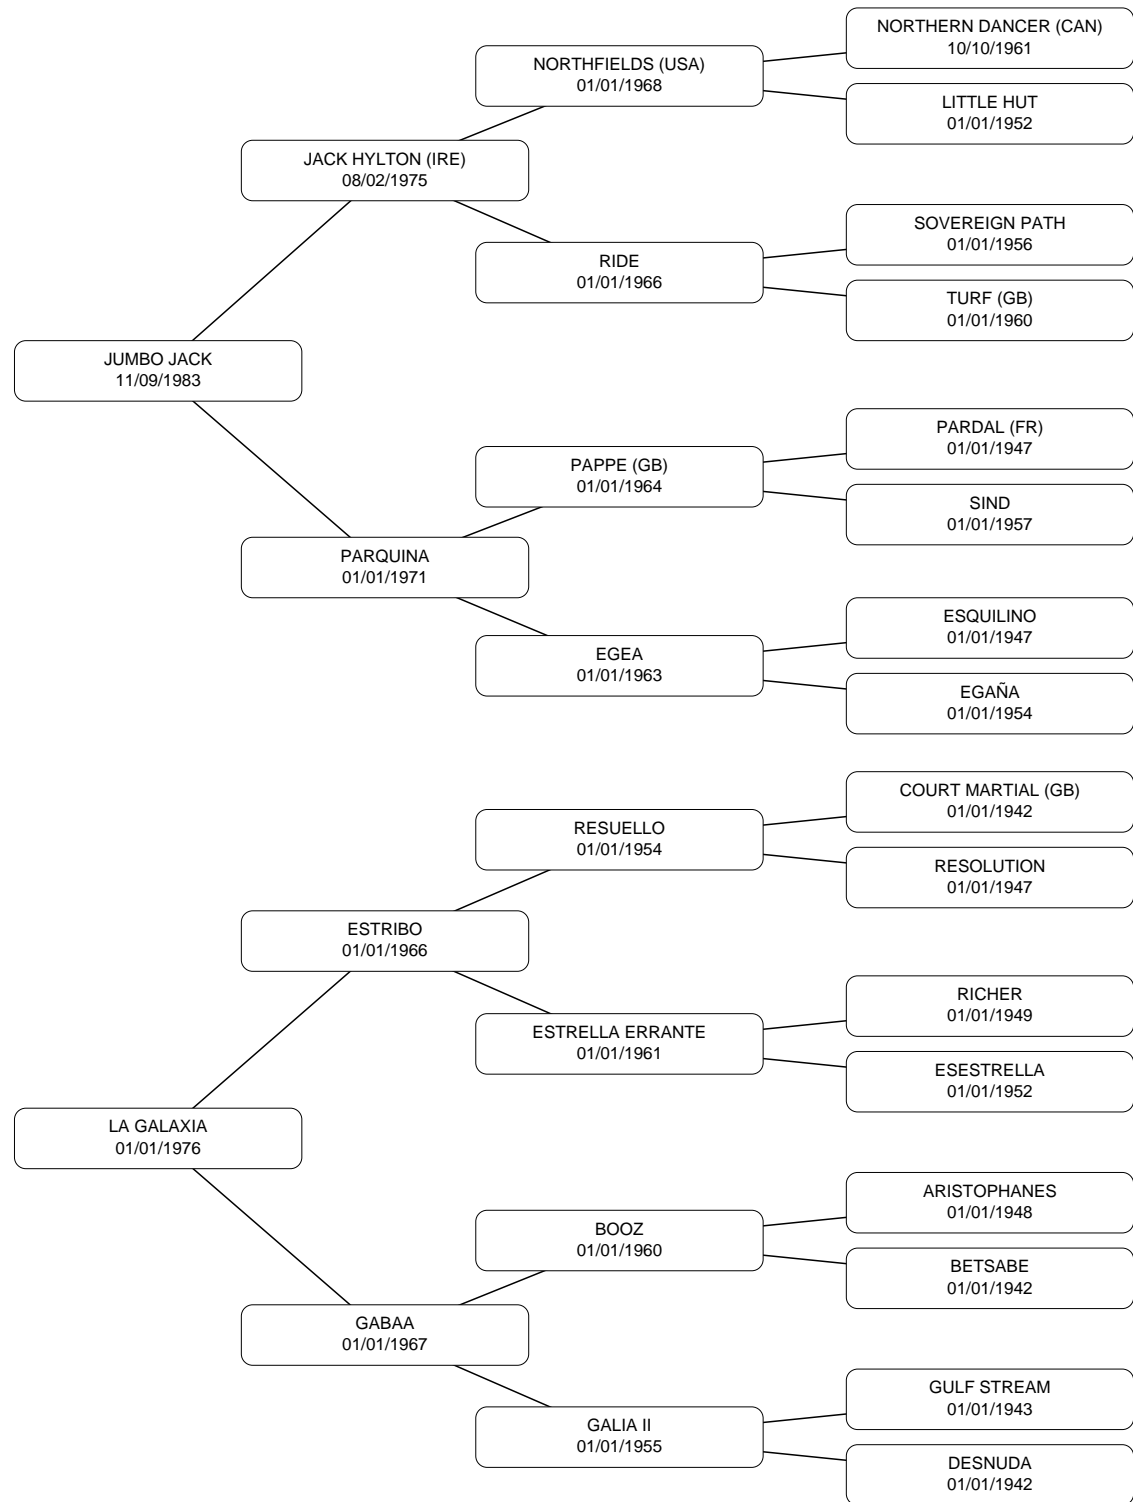 NORTHERN DANCER (CAN)
10/10/1961
NORTHFIELDS (USA)
01/01/1968
LITTLE HUT
01/01/1952
JACK HYLTON (IRE)
08/02/1975
SOVEREIGN PATH
01/01/1956
RIDE
01/01/1966
TURF (GB)
01/01/1960
JUMBO JACK
11/09/1983
PARDAL (FR)
01/01/1947
PAPPE (GB)
01/01/1964
SIND
01/01/1957
PARQUINA
01/01/1971
ESQUILINO
01/01/1947
EGEA
01/01/1963
EGAÑA
01/01/1954
COURT MARTIAL (GB)
01/01/1942
RESUELLO
01/01/1954
RESOLUTION
01/01/1947
ESTRIBO
01/01/1966
RICHER
01/01/1949
ESTRELLA ERRANTE
01/01/1961
ESESTRELLA
01/01/1952
LA GALAXIA
01/01/1976
ARISTOPHANES
01/01/1948
BOOZ
01/01/1960
BETSABE
01/01/1942
GABAA
01/01/1967
GULF STREAM
01/01/1943
GALIA II
01/01/1955
DESNUDA
01/01/1942